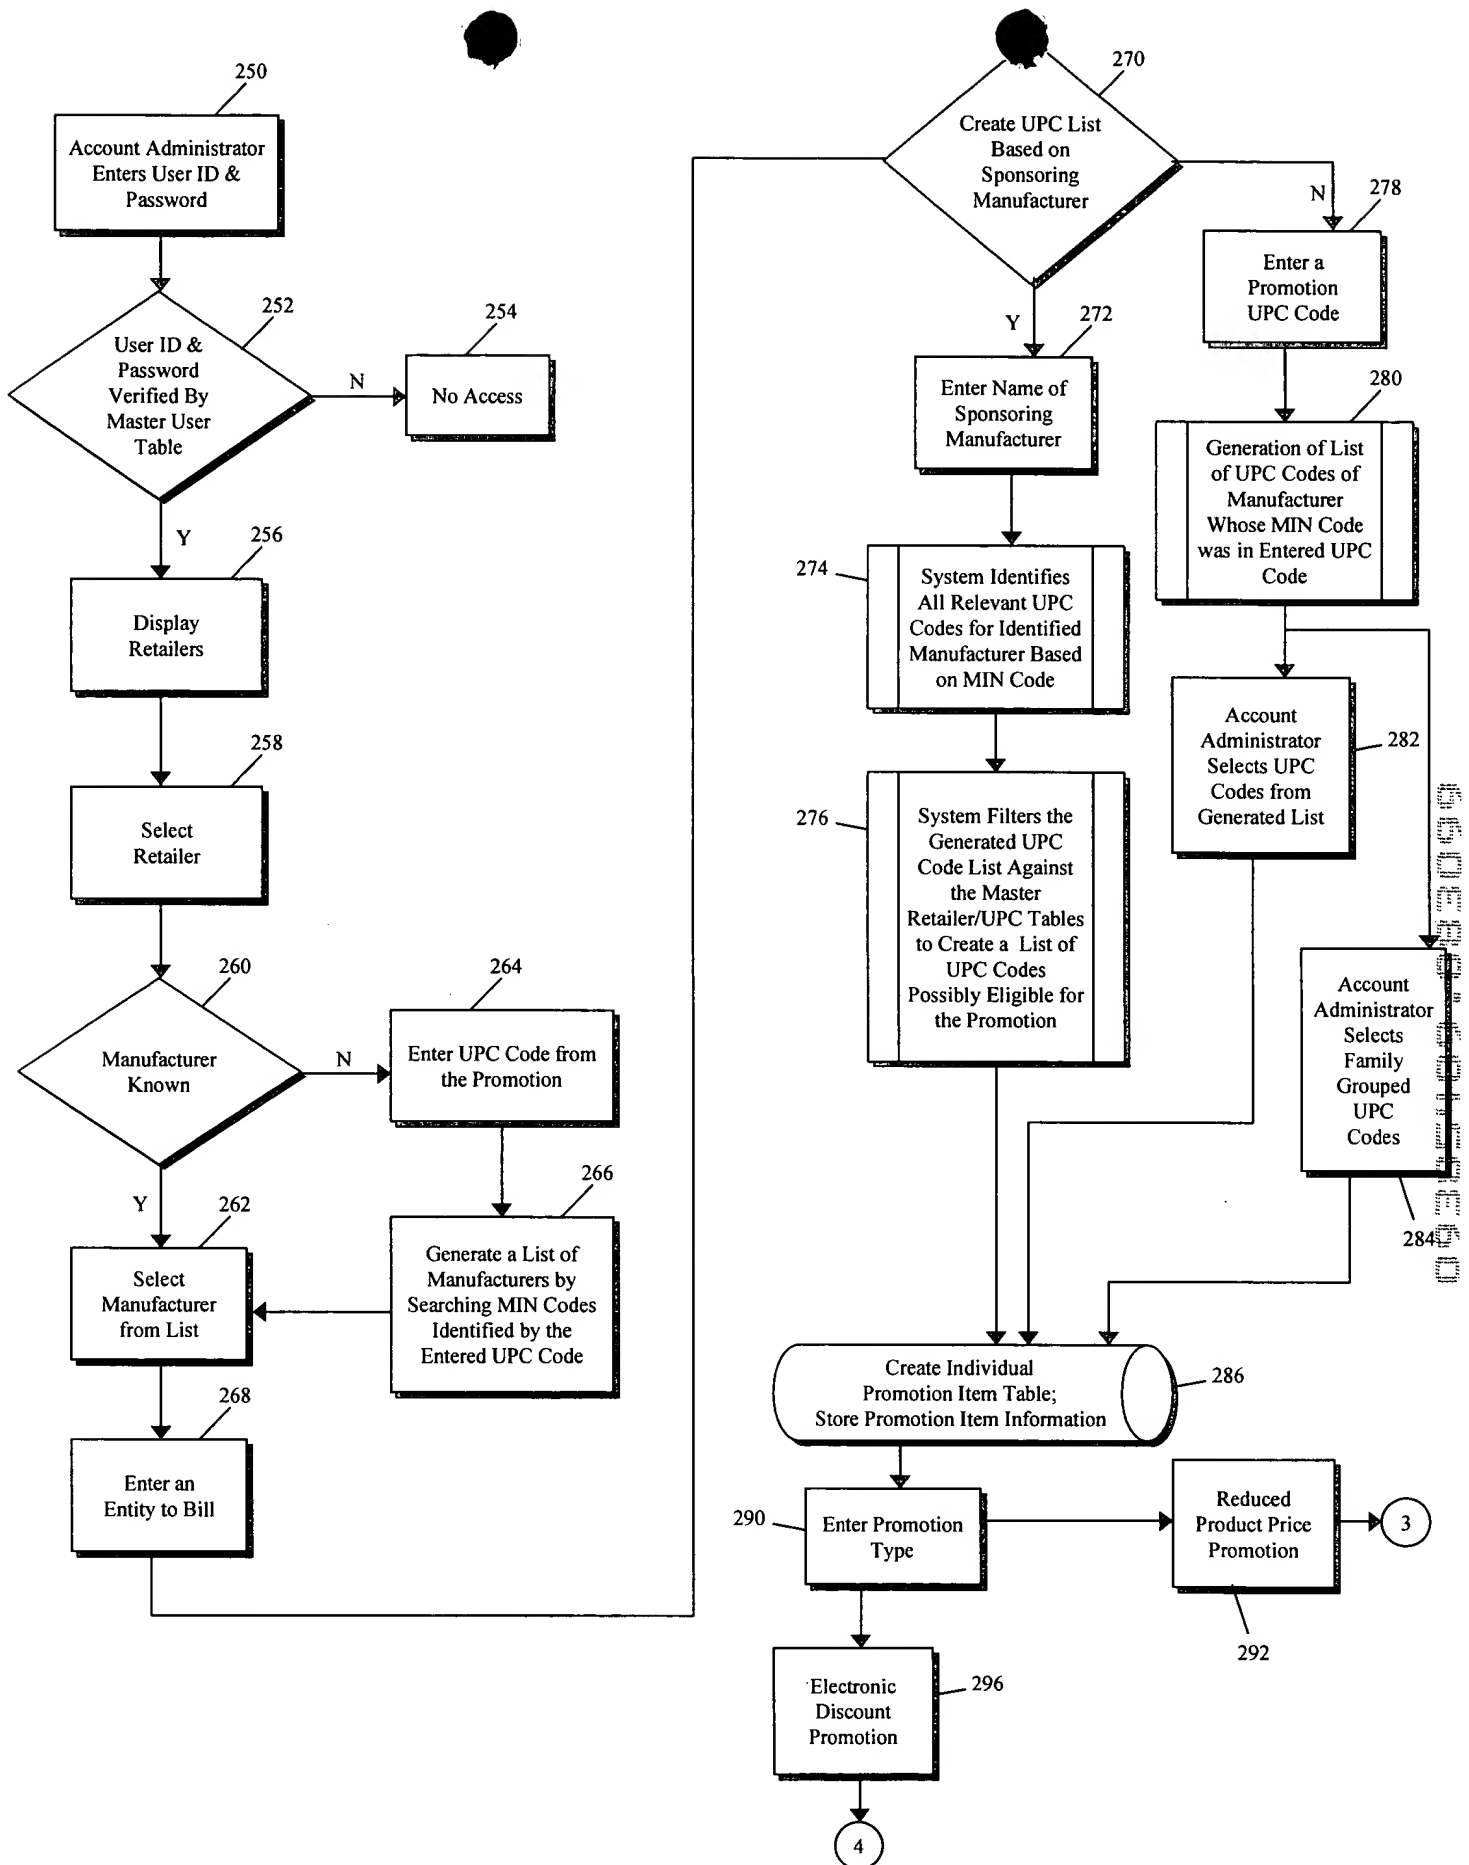 250
Account Administrator
Enters User ID &
Password
252
User ID &
Password
Verified By
Master User
Table
N
254
No Access
Y
256
Display
Retailers
258
Select
Retailer
260
Manufacturer
Known
N
264
Enter UPC Code from
the Promotion
266
Generate a List of
Manufacturers by
Searching MIN Codes
Identified by the
Entered UPC Code
Y
262
Select
Manufacturer
from List
268
Enter an
Entity to Bill
270
Create UPC List
Based on
Sponsoring
Manufacturer
Y
272
Enter Name of
Sponsoring
Manufacturer
274
System Identifies
All Relevant UPC
Codes for Identified
Manufacturer Based
on MIN Code
276
System Filters the
Generated UPC
Code List Against
the Master
Retailer/UPC Tables
to Create a List of
UPC Codes
Possibly Eligible for
the Promotion
N
278
Enter a
Promotion
UPC Code
280
Generation of List
of UPC Codes of
Manufacturer
Whose MIN Code
was in Entered UPC
Code
282
Account
Administrator
Selects UPC
Codes from
Generated List
Account
Administrator
Selects
Family
Grouped
UPC
Codes
284
286
Create Individual
Promotion Item Table;
Store Promotion Item Information
290
Enter Promotion
Type
Reduced
Product Price
Promotion
292
3
296
Electronic
Discount
Promotion
4